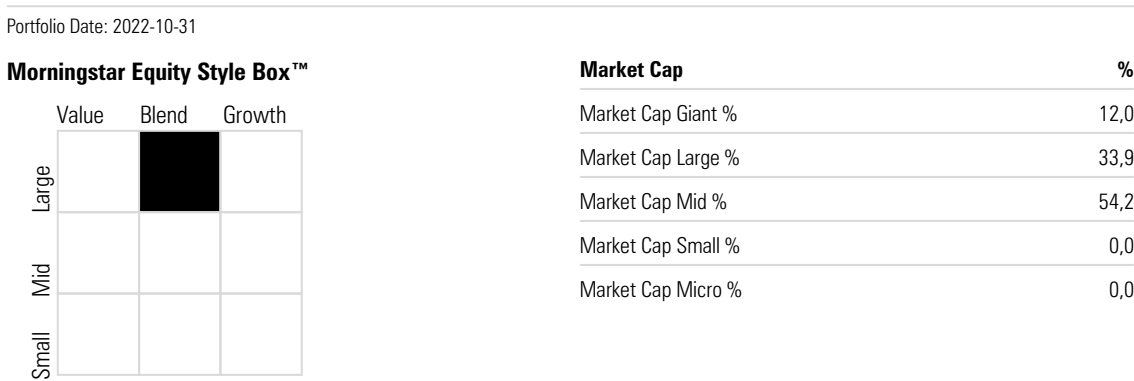 Portfolio Date: 2022-10-31
Morningstar Equity Style Box™
Value Blend Growth
Large
Mid
Small
Market Cap %
Market Cap Giant % 12,0
Market Cap Large % 33,9
Market Cap Mid % 54,2
Market Cap Small % 0,0
Market Cap Micro % 0,0